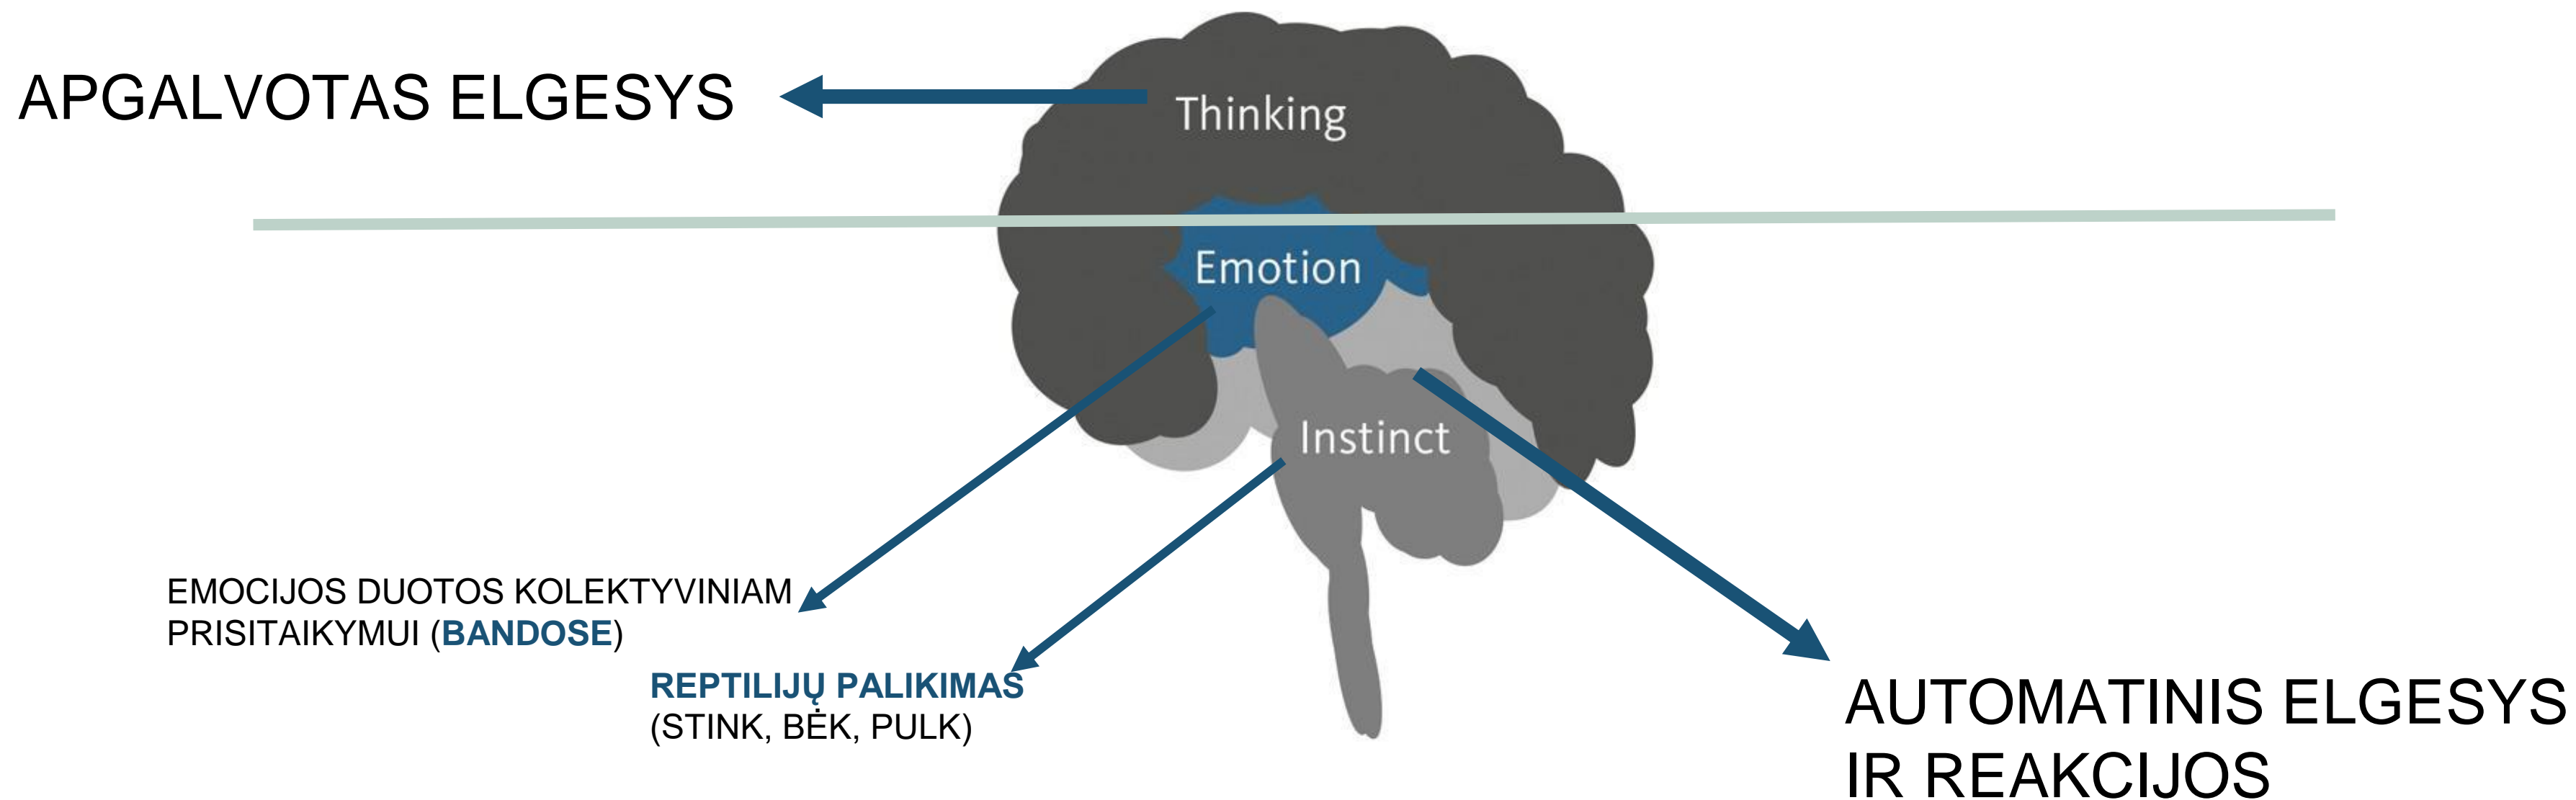 APGALVOTAS ELGESYS
Thinking
Emotion
Instinct
EMOCIJOS DUOTOS KOLEKTYVINIAM
PRISITAIKYMUI (BANDOSE)
REPTILIJŲ PALIKIMAS
(STINK, BĖK, PULK)
AUTOMATINIS ELGESYS
IR REAKCIJOS